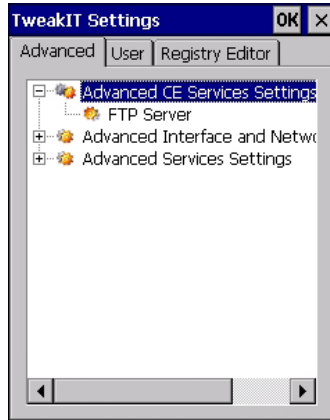 TweakIT Settings OK ×
Advanced User Registry Editor
Advanced CE Services Settings
FTP Server
Advanced Interface and Netw
Advanced Services Settings